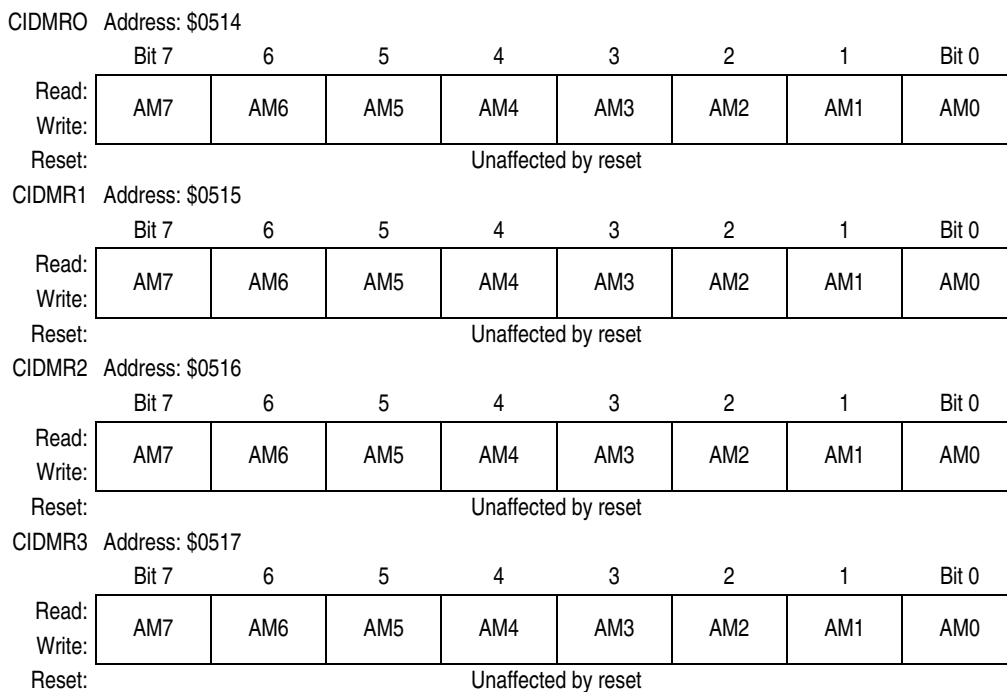 CIDMRO Address: $0514
Bit 7 6 5 4 3 2 1 Bit 0
Read:
AM7 AM6 AM5 AM4 AM3 AM2 AM1 AM0
Write:
Reset: Unaffected by reset
CIDMR1 Address: $0515
Bit 7 6 5 4 3 2 1 Bit 0
Read:
AM7 AM6 AM5 AM4 AM3 AM2 AM1 AM0
Write:
Reset: Unaffected by reset
CIDMR2 Address: $0516
Bit 7 6 5 4 3 2 1 Bit 0
Read:
AM7 AM6 AM5 AM4 AM3 AM2 AM1 AM0
Write:
Reset: Unaffected by reset
CIDMR3 Address: $0517
Bit 7 6 5 4 3 2 1 Bit 0
Read:
AM7 AM6 AM5 AM4 AM3 AM2 AM1 AM0
Write:
Reset: Unaffected by reset